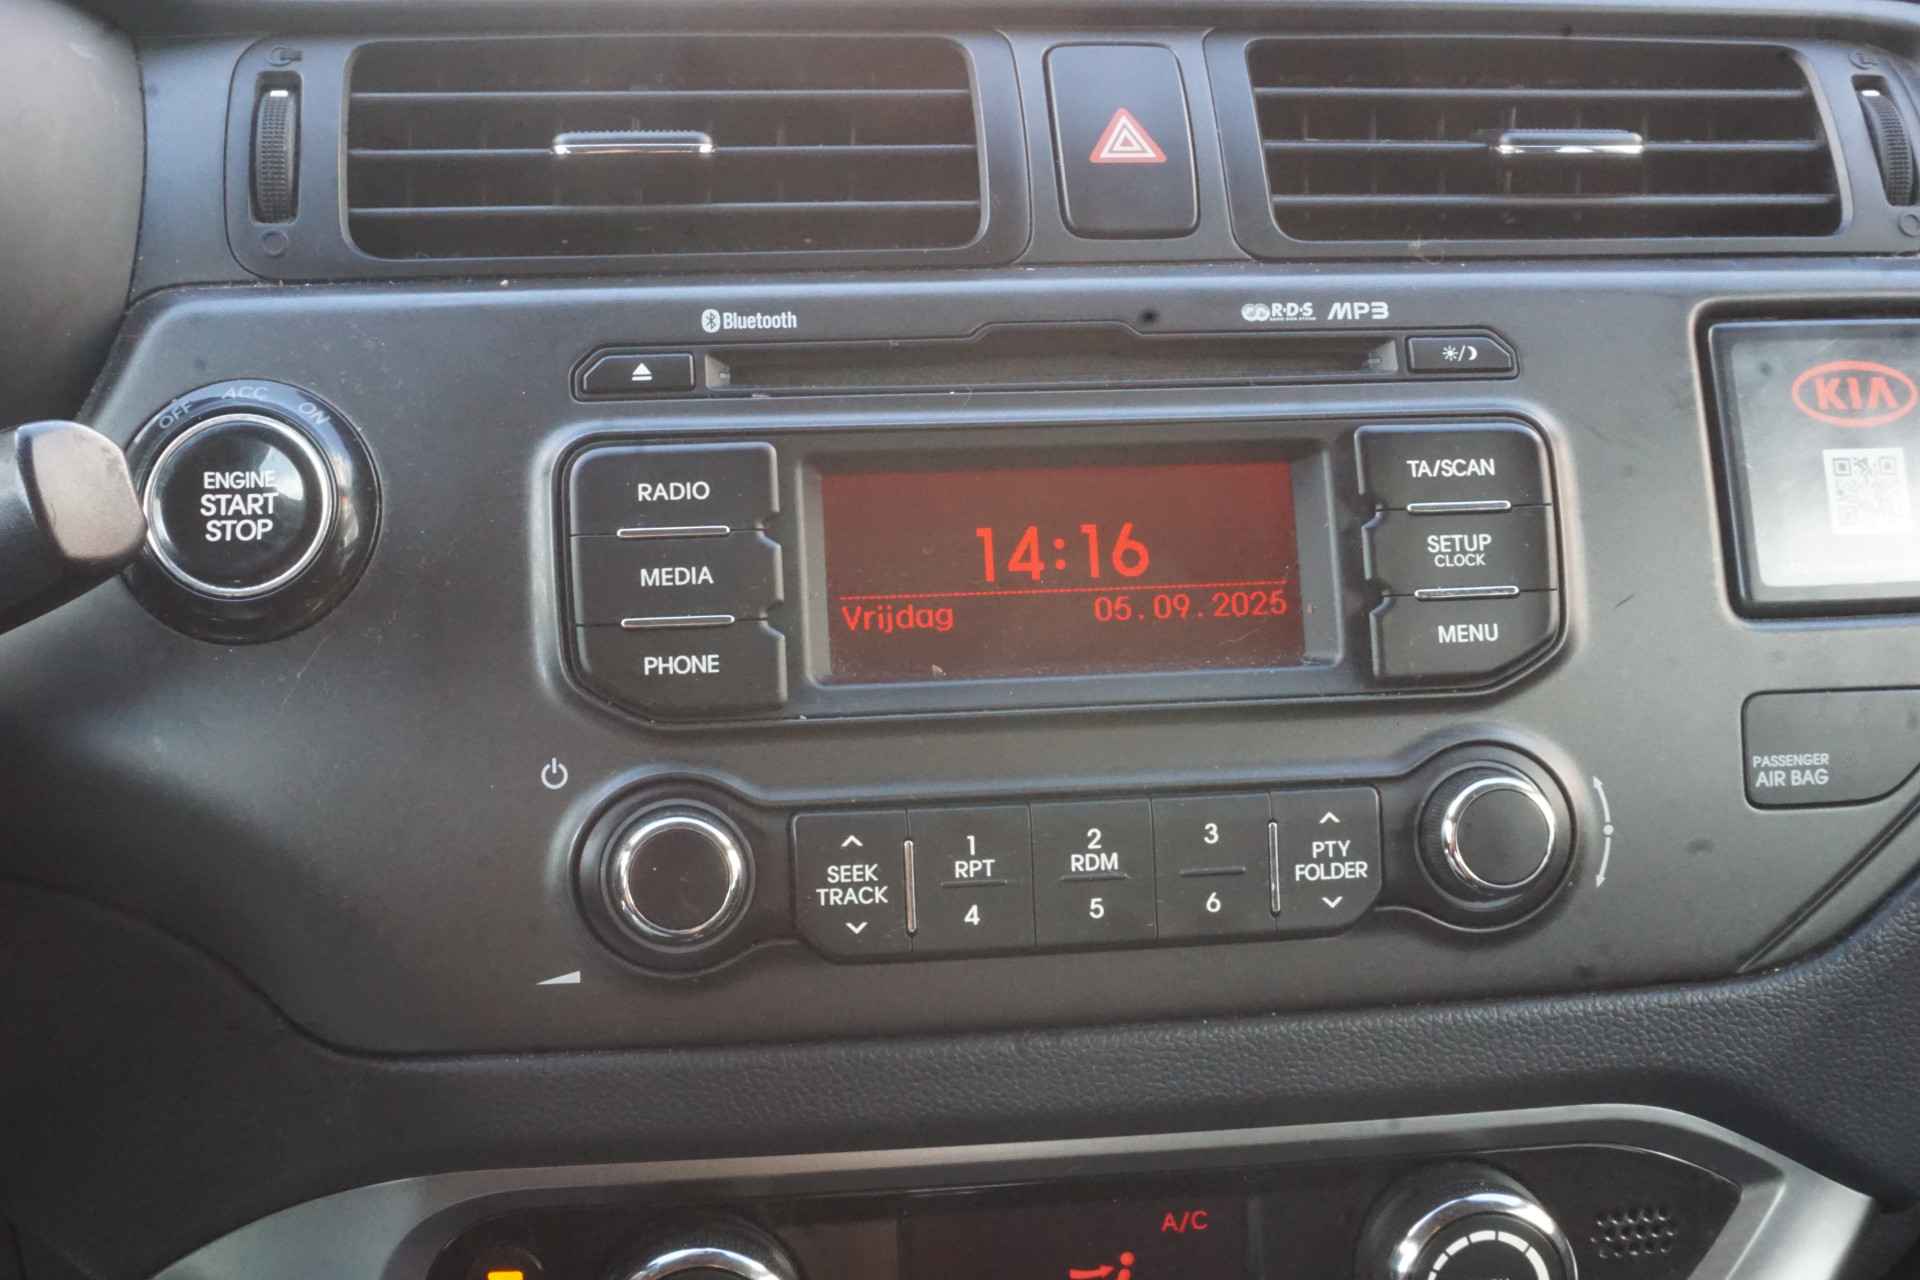 Bluetooth
R·D·S MP3
OFF ACC ON
ENGINE
START
STOP
RADIO
MEDIA
PHONE
14:16
Vrijdag 05.09.2025
TA/SCAN
SETUP
CLOCK
MENU
KIA
PASSENGER
AIR BAG
SEEK
TRACK
1
RPT
4
2
RDM
5
3
6
PTY
FOLDER
A/C